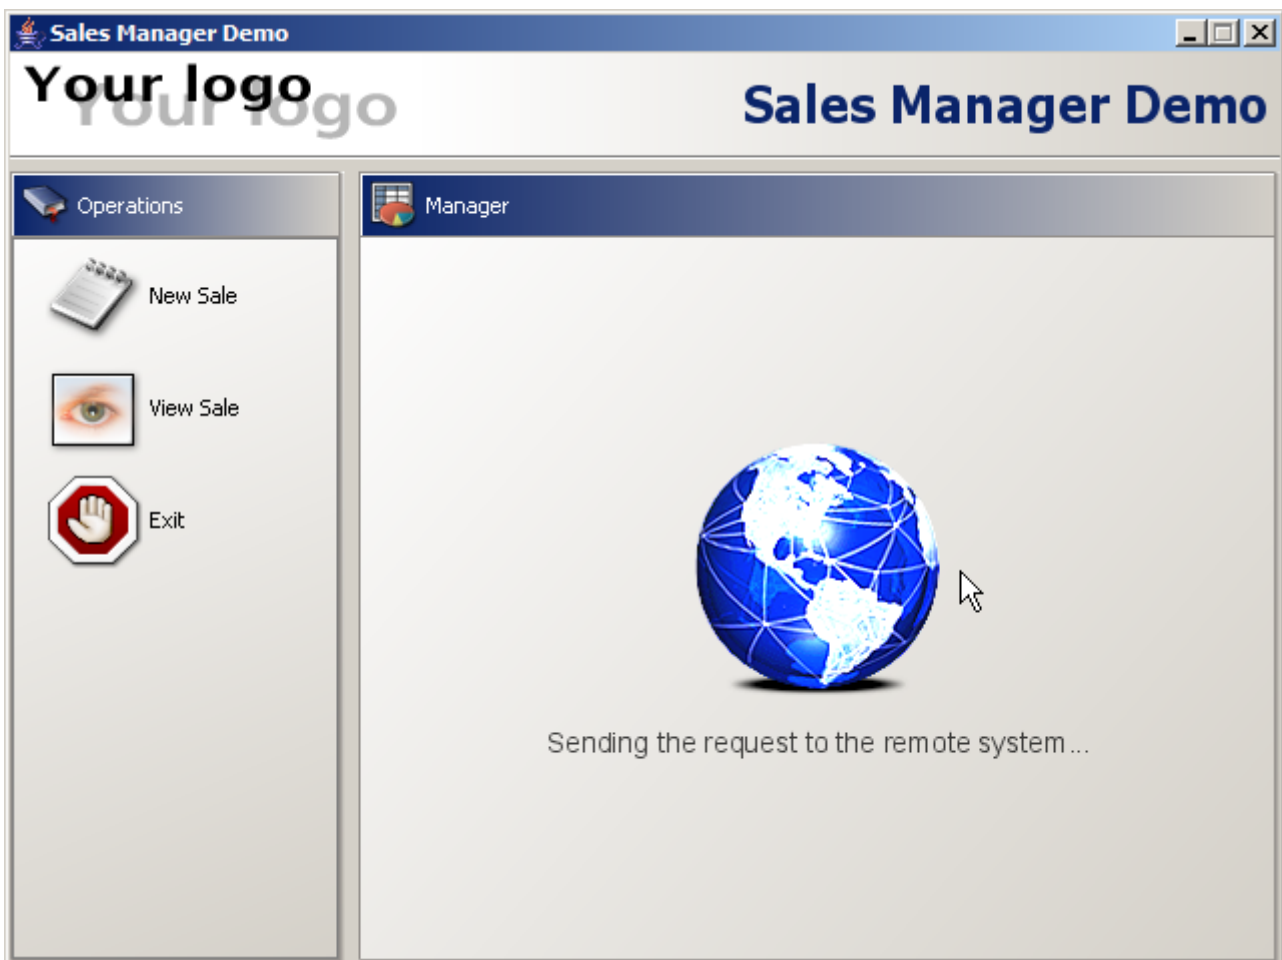 Sales Manager Demo
Your logo
Your logo
Sales Manager Demo
Operations
Manager
New Sale
View Sale
Exit
Sending the request to the remote system...